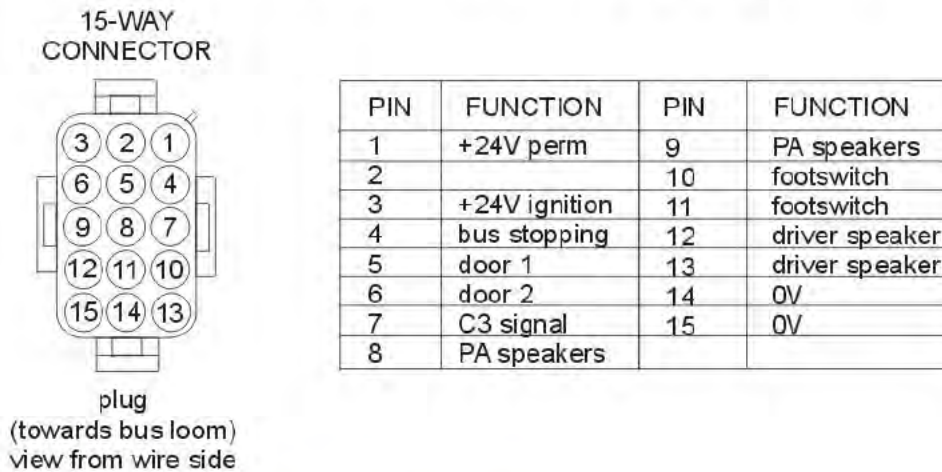 15-WAY
CONNECTOR
3 2 1
6 5 4
9 8 7
12 11 10
15 14 13
plug
(towards bus loom)
view from wire side
PIN FUNCTION PIN FUNCTION
1 +24V perm 9 PA speakers
2 10 footswitch
3 +24V ignition 11 footswitch
4 bus stopping 12 driver speaker
5 door 1 13 driver speaker
6 door 2 14 0V
7 C3 signal 15 0V
8 PA speakers